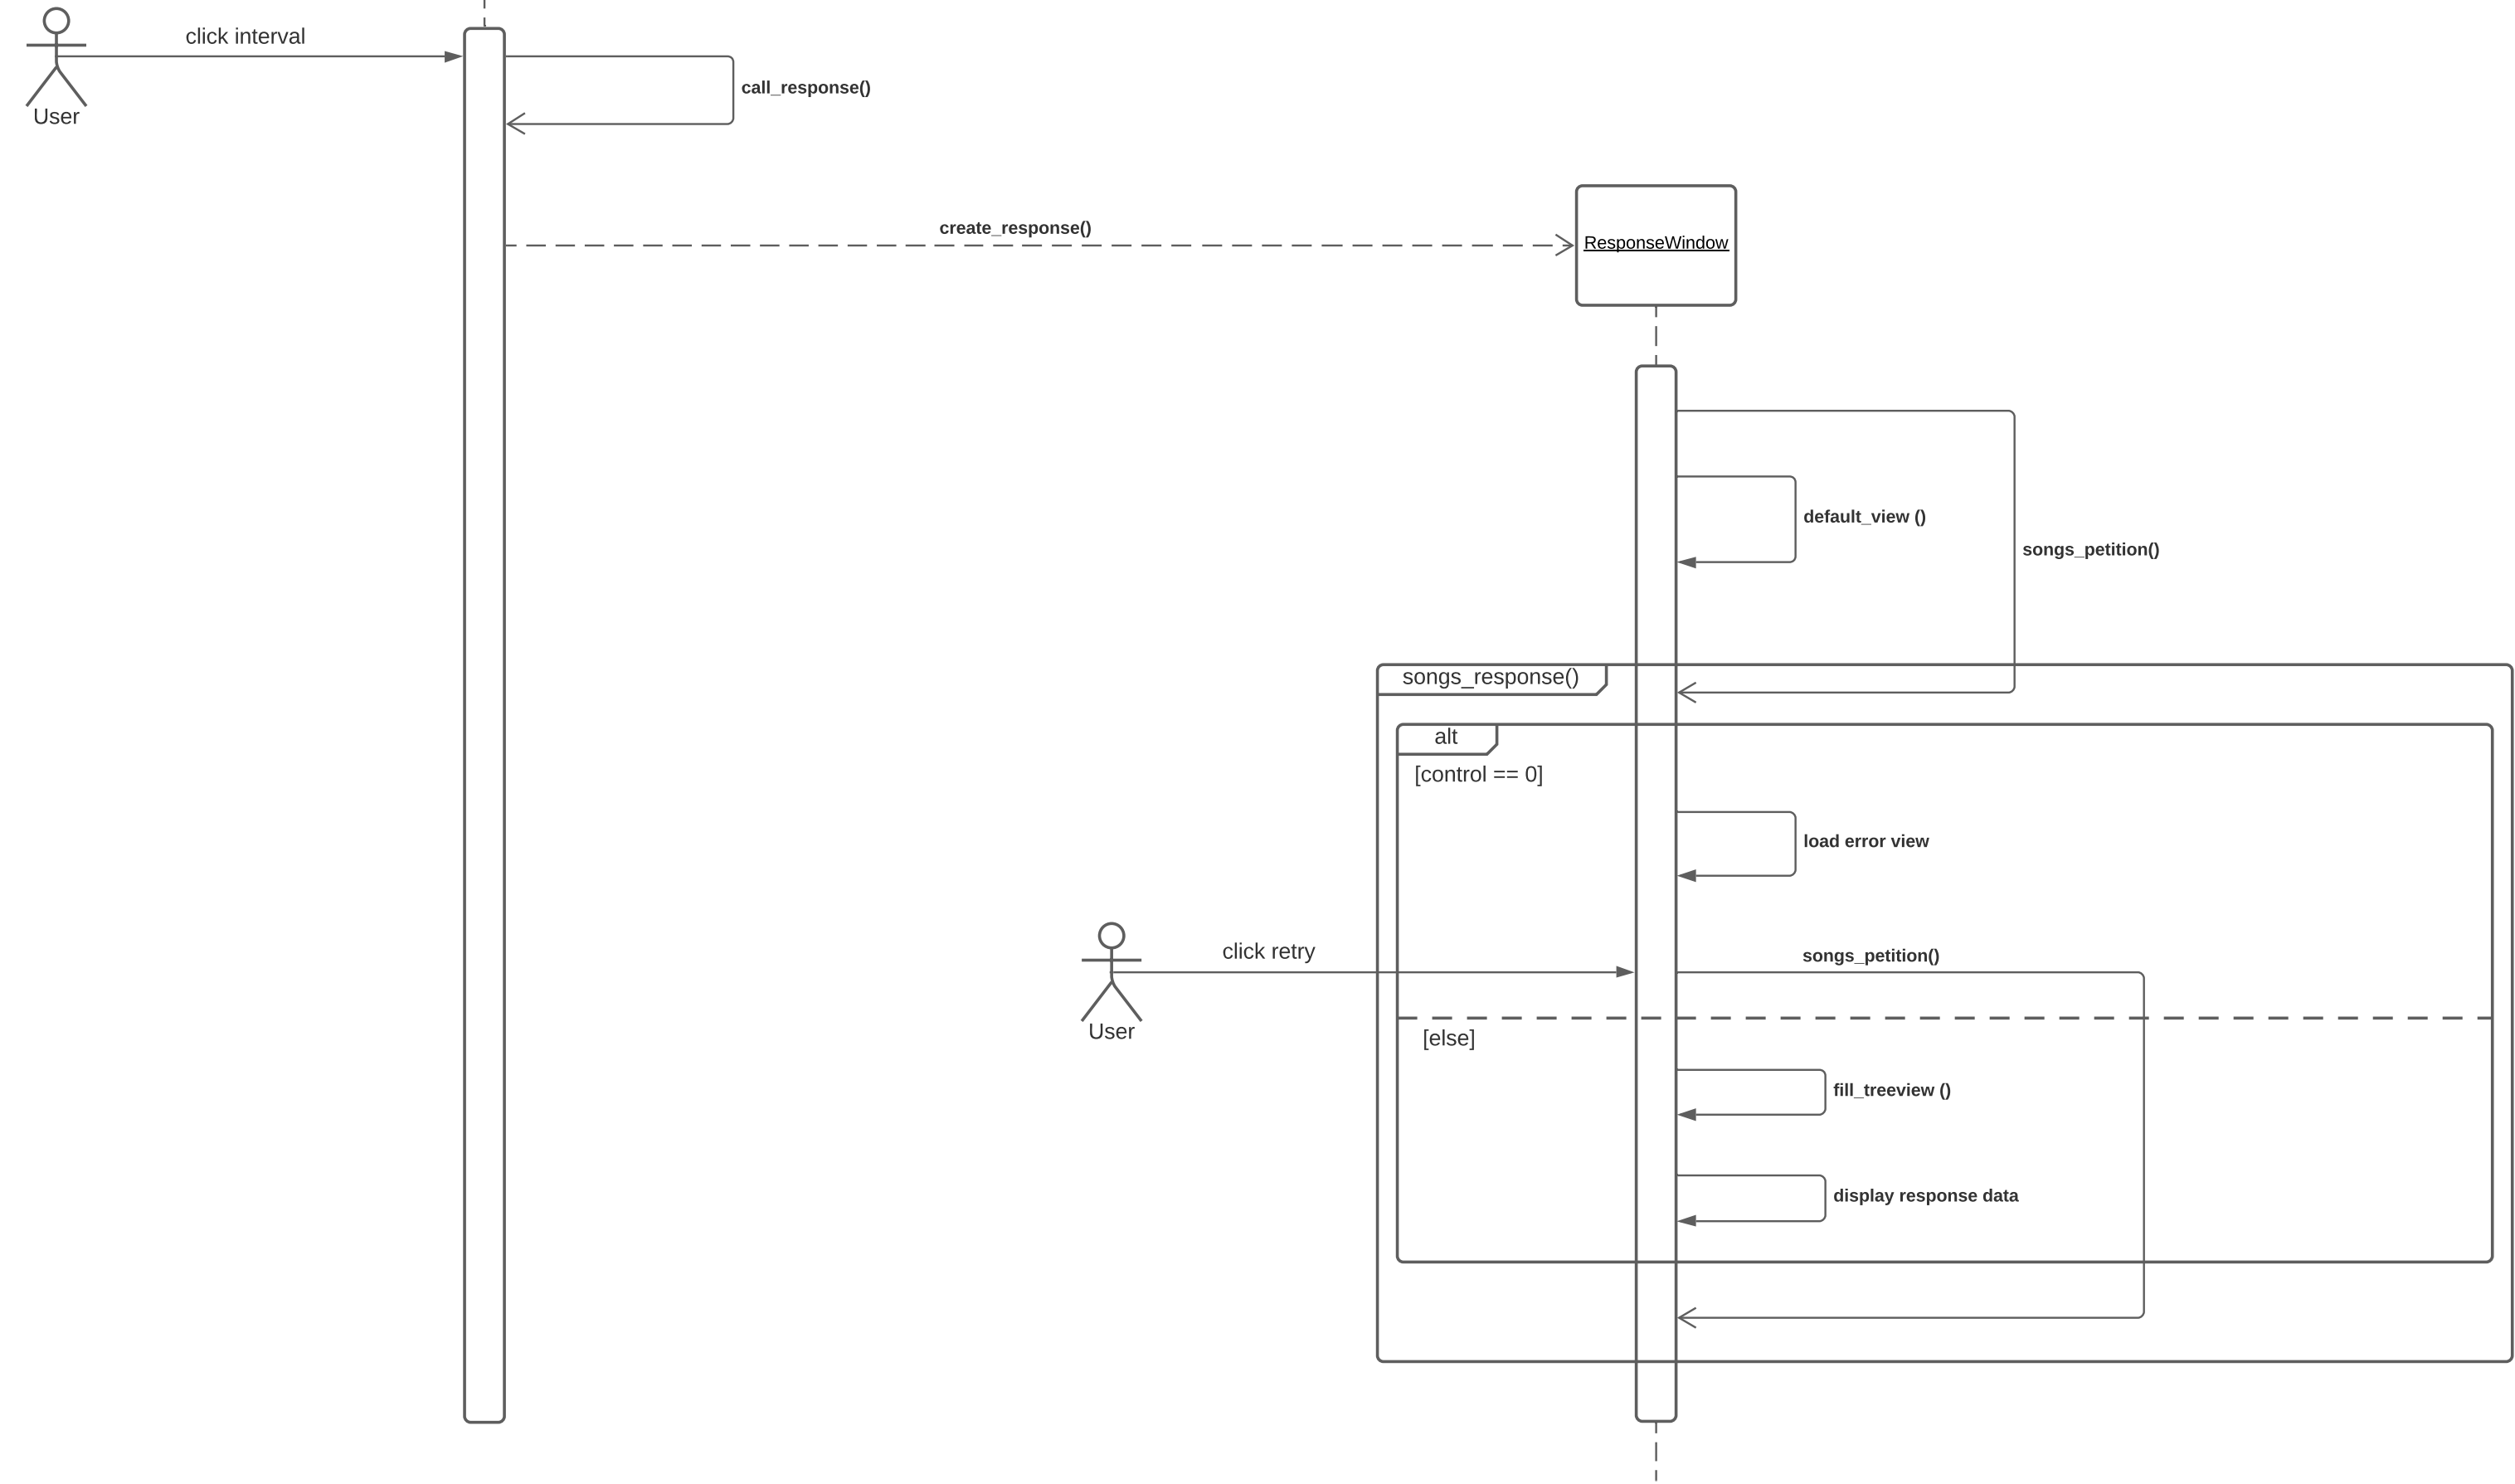 click interval
User
call_response()
create_response()
ResponseWindow
default_view ()
songs_petition()
songs_response()
alt
[control == 0]
load error view
click retry
User
songs_petition()
[else]
fill_treeview ()
display response data